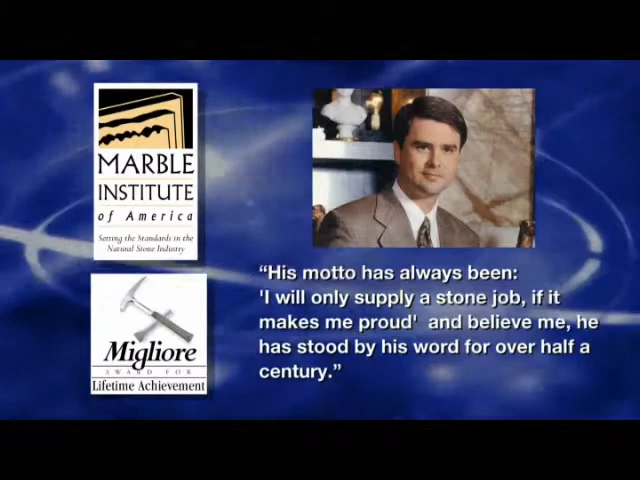 MARBLE
INSTITUTE
of America
Setting the Standards in the
Natural Stone Industry
Migliore
AWARD FOR
Lifetime Achievement
“His motto has always been:
'I will only supply a stone job, if it
makes me proud' and believe me, he
has stood by his word for over half a
century.”